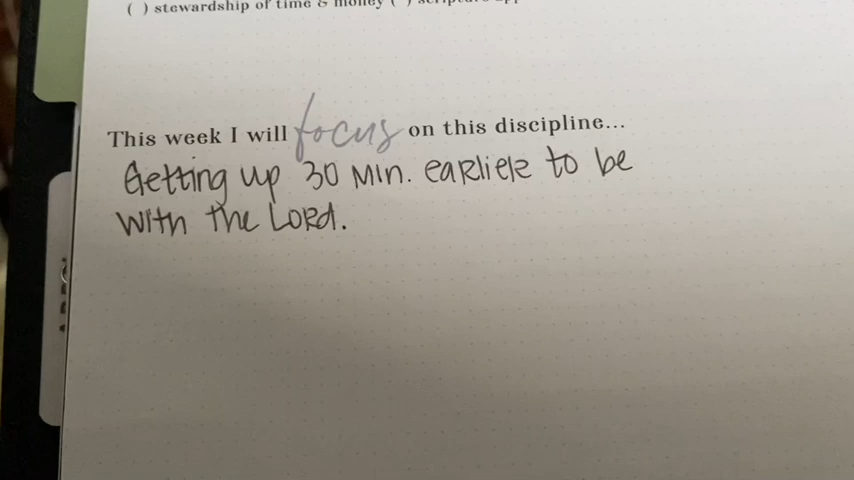 ( ) stewardship of time & money ( )
This week I will focus on this discipline...
Getting up 30 min. earlier to be
with the Lord.